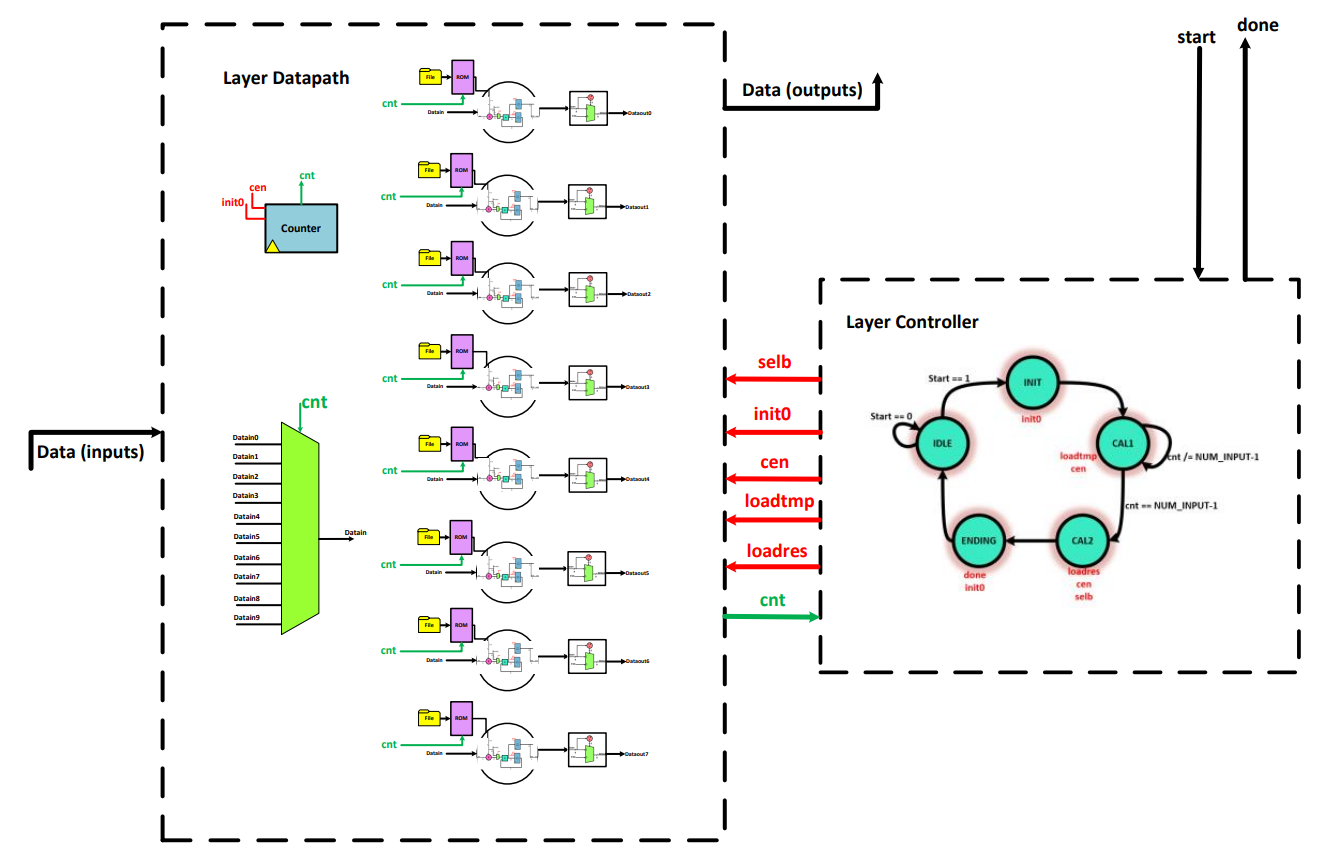 done
start
Layer Datapath
Data (outputs)
cnt
cen
init0
Counter
File
ROM
cnt
Datain
Dataout0
File
ROM
cnt
Datain
Dataout1
File
ROM
cnt
Datain
Dataout2
File
ROM
cnt
Datain
Dataout3
File
ROM
cnt
Datain
Dataout4
File
ROM
cnt
Datain
Dataout5
File
ROM
cnt
Datain
Dataout6
File
ROM
cnt
Datain
Dataout7
cnt
Data (inputs)
Datain0
Datain1
Datain2
Datain3
Datain4
Datain5
Datain6
Datain7
Datain8
Datain9
Datain
selb
init0
cen
loadtmp
loadres
cnt
Layer Controller
Start == 1
INIT
init0
Start == 0
IDLE
CAL1
loadtmp
cen
cnt /= NUM_INPUT-1
cnt == NUM_INPUT-1
ENDING
done
init0
CAL2
loadres
cen
selb